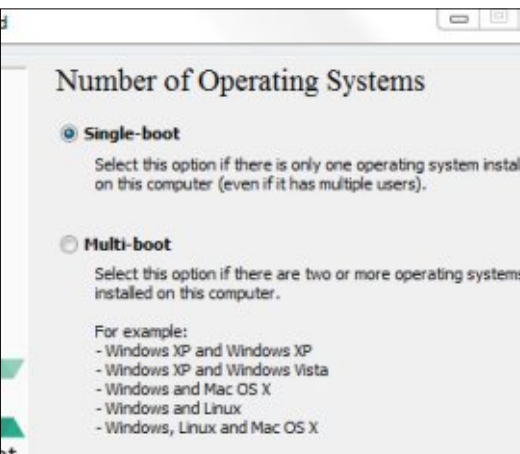 Number of Operating Systems
Single-boot
Select this option if there is only one operating system
on this computer (even if it has multiple users).
Multi-boot
Select this option if there are two or more operating systems
installed on this computer.
For example:
- Windows XP and Windows XP
- Windows XP and Windows Vista
- Windows and Mac OS X
- Windows and Linux
- Windows, Linux and Mac OS X